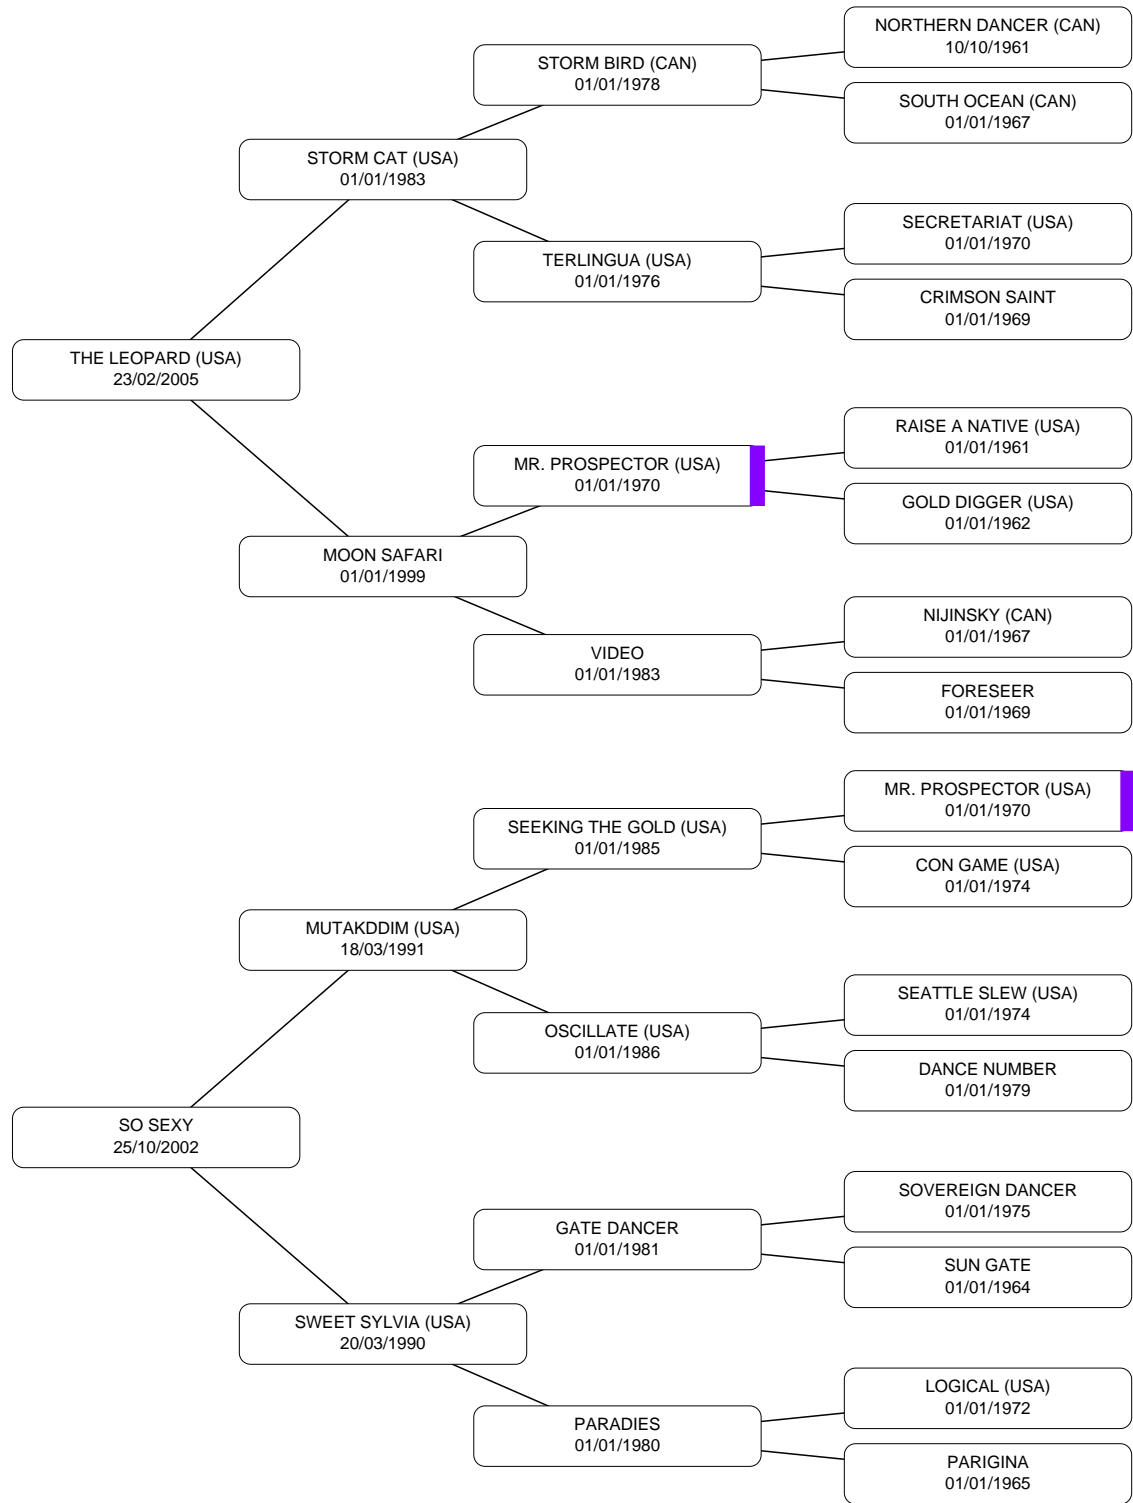 NORTHERN DANCER (CAN)
10/10/1961
STORM BIRD (CAN)
01/01/1978
SOUTH OCEAN (CAN)
01/01/1967
STORM CAT (USA)
01/01/1983
SECRETARIAT (USA)
01/01/1970
TERLINGUA (USA)
01/01/1976
CRIMSON SAINT
01/01/1969
THE LEOPARD (USA)
23/02/2005
RAISE A NATIVE (USA)
01/01/1961
MR. PROSPECTOR (USA)
01/01/1970
GOLD DIGGER (USA)
01/01/1962
MOON SAFARI
01/01/1999
NIJINSKY (CAN)
01/01/1967
VIDEO
01/01/1983
FORESEER
01/01/1969
MR. PROSPECTOR (USA)
01/01/1970
SEEKING THE GOLD (USA)
01/01/1985
CON GAME (USA)
01/01/1974
MUTAKDDIM (USA)
18/03/1991
SEATTLE SLEW (USA)
01/01/1974
OSCILLATE (USA)
01/01/1986
DANCE NUMBER
01/01/1979
SO SEXY
25/10/2002
SOVEREIGN DANCER
01/01/1975
GATE DANCER
01/01/1981
SUN GATE
01/01/1964
SWEET SYLVIA (USA)
20/03/1990
LOGICAL (USA)
01/01/1972
PARADIES
01/01/1980
PARIGINA
01/01/1965